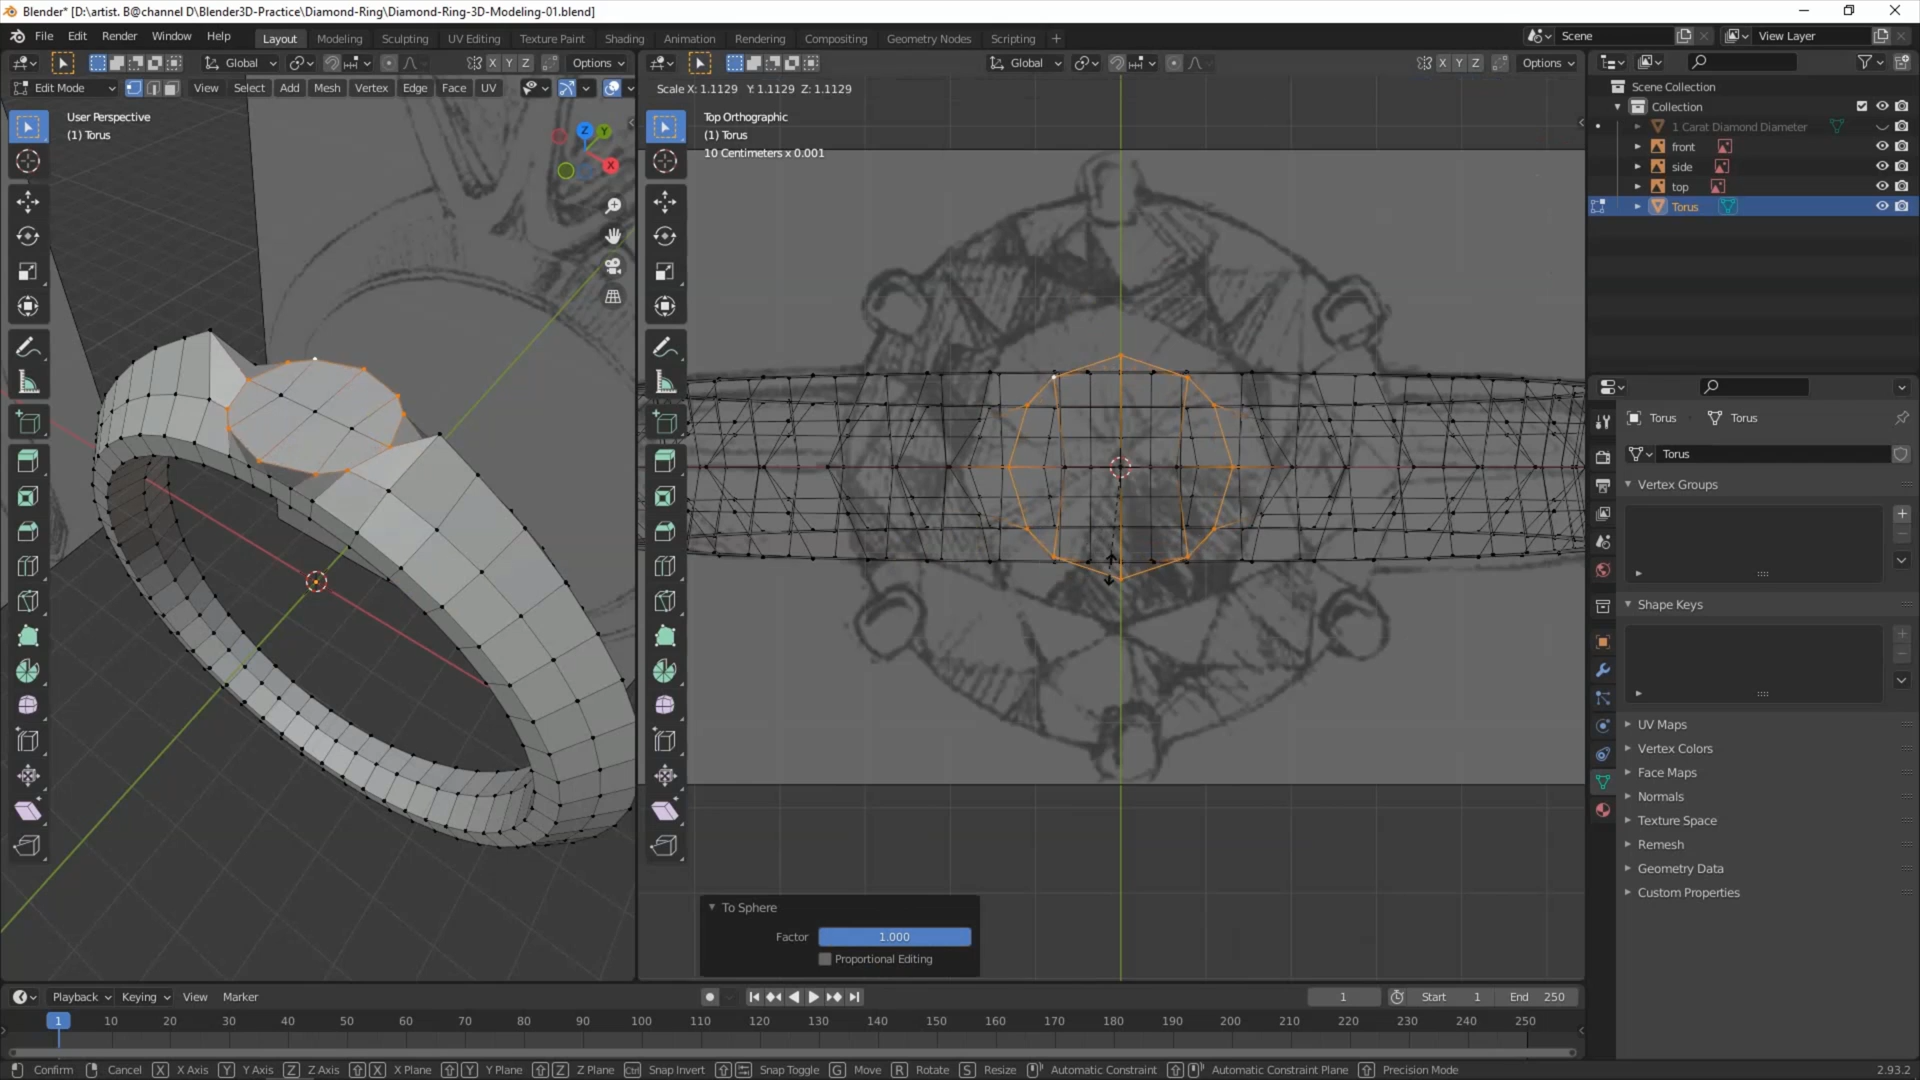 Blender* [D:\artist. B@channel D\Blender3D-Practice\Diamond-Ring\Diamond-Ring-3D-Modeling-01.blend]
File Edit Render Window Help Layout Modeling Sculpting UV Editing Texture Paint Shading Animation Rendering Compositing Geometry Nodes Scripting + Scene View Layer
Global X Y Z Options Global X Y Z Options
Edit Mode View Select Add Mesh Vertex Edge Face UV Scale X: 1.1129 Y: 1.1129 Z: 1.1129
User Perspective
(1) Torus
Z Y X
Top Orthographic
(1) Torus
10 Centimeters x 0.001
Scene Collection
Collection
1 Carat Diamond Diameter
front
side
top
Torus
Torus Torus
Torus
Vertex Groups
Shape Keys
UV Maps
Vertex Colors
Face Maps
Normals
Texture Space
Remesh
Geometry Data
Custom Properties
To Sphere
Factor 1.000
Proportional Editing
Playback Keying View Marker 1 Start 1 End 250
1 10 20 30 40 50 60 70 80 90 100 110 120 130 140 150 160 170 180 190 200 210 220 230 240 250
Confirm Cancel X X Axis Y Y Axis Z Z Axis X X Plane Y Y Plane Z Z Plane Ctrl Snap Invert Snap Toggle G Move R Rotate S Resize Automatic Constraint Automatic Constraint Plane Precision Mode 2.93.2